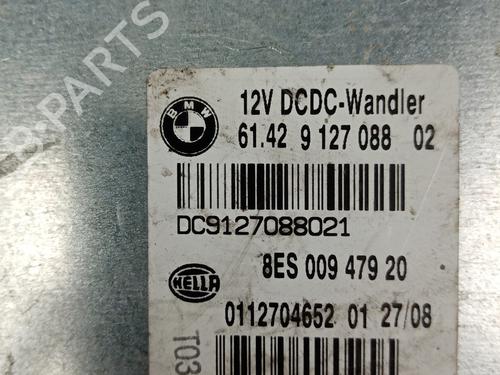 B-PARTS
BMW
12V DCDC-Wandler
61.42 9 127 088 02
DC9127088021
8ES 009 479 20
HELLA
0112704652 01 27/08
T03